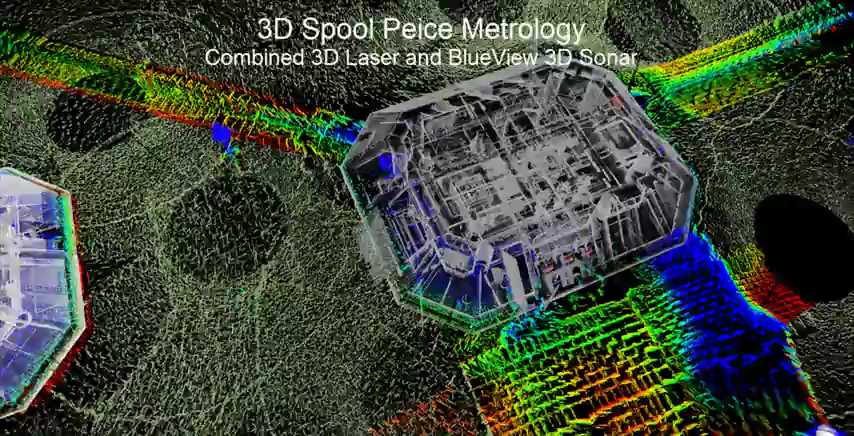 3D Spool Peice Metrology
Combined 3D Laser and BlueView 3D Sonar